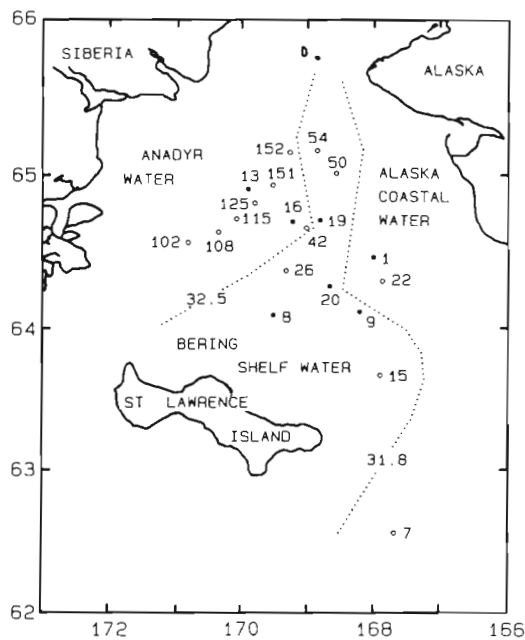 66
SIBERIA
D
ALASKA
54
152
50
65
ANADYR
WATER
13
151
ALASKA
COASTAL
WATER
125
16
115
19
102
108
42
1
26
22
32.5
20
64
8
9
BERING
SHELF WATER
15
ST LAWRENCE
ISLAND
31.8
63
7
62
172
170
168
166